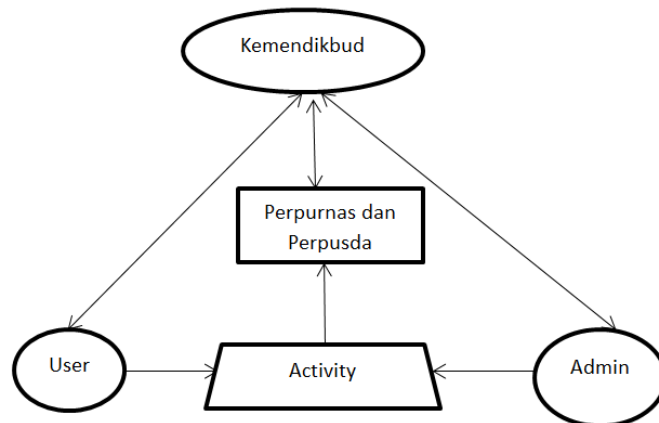 Kemendikbud
Perpurnas dan
Perpusda
User
Activity
Admin